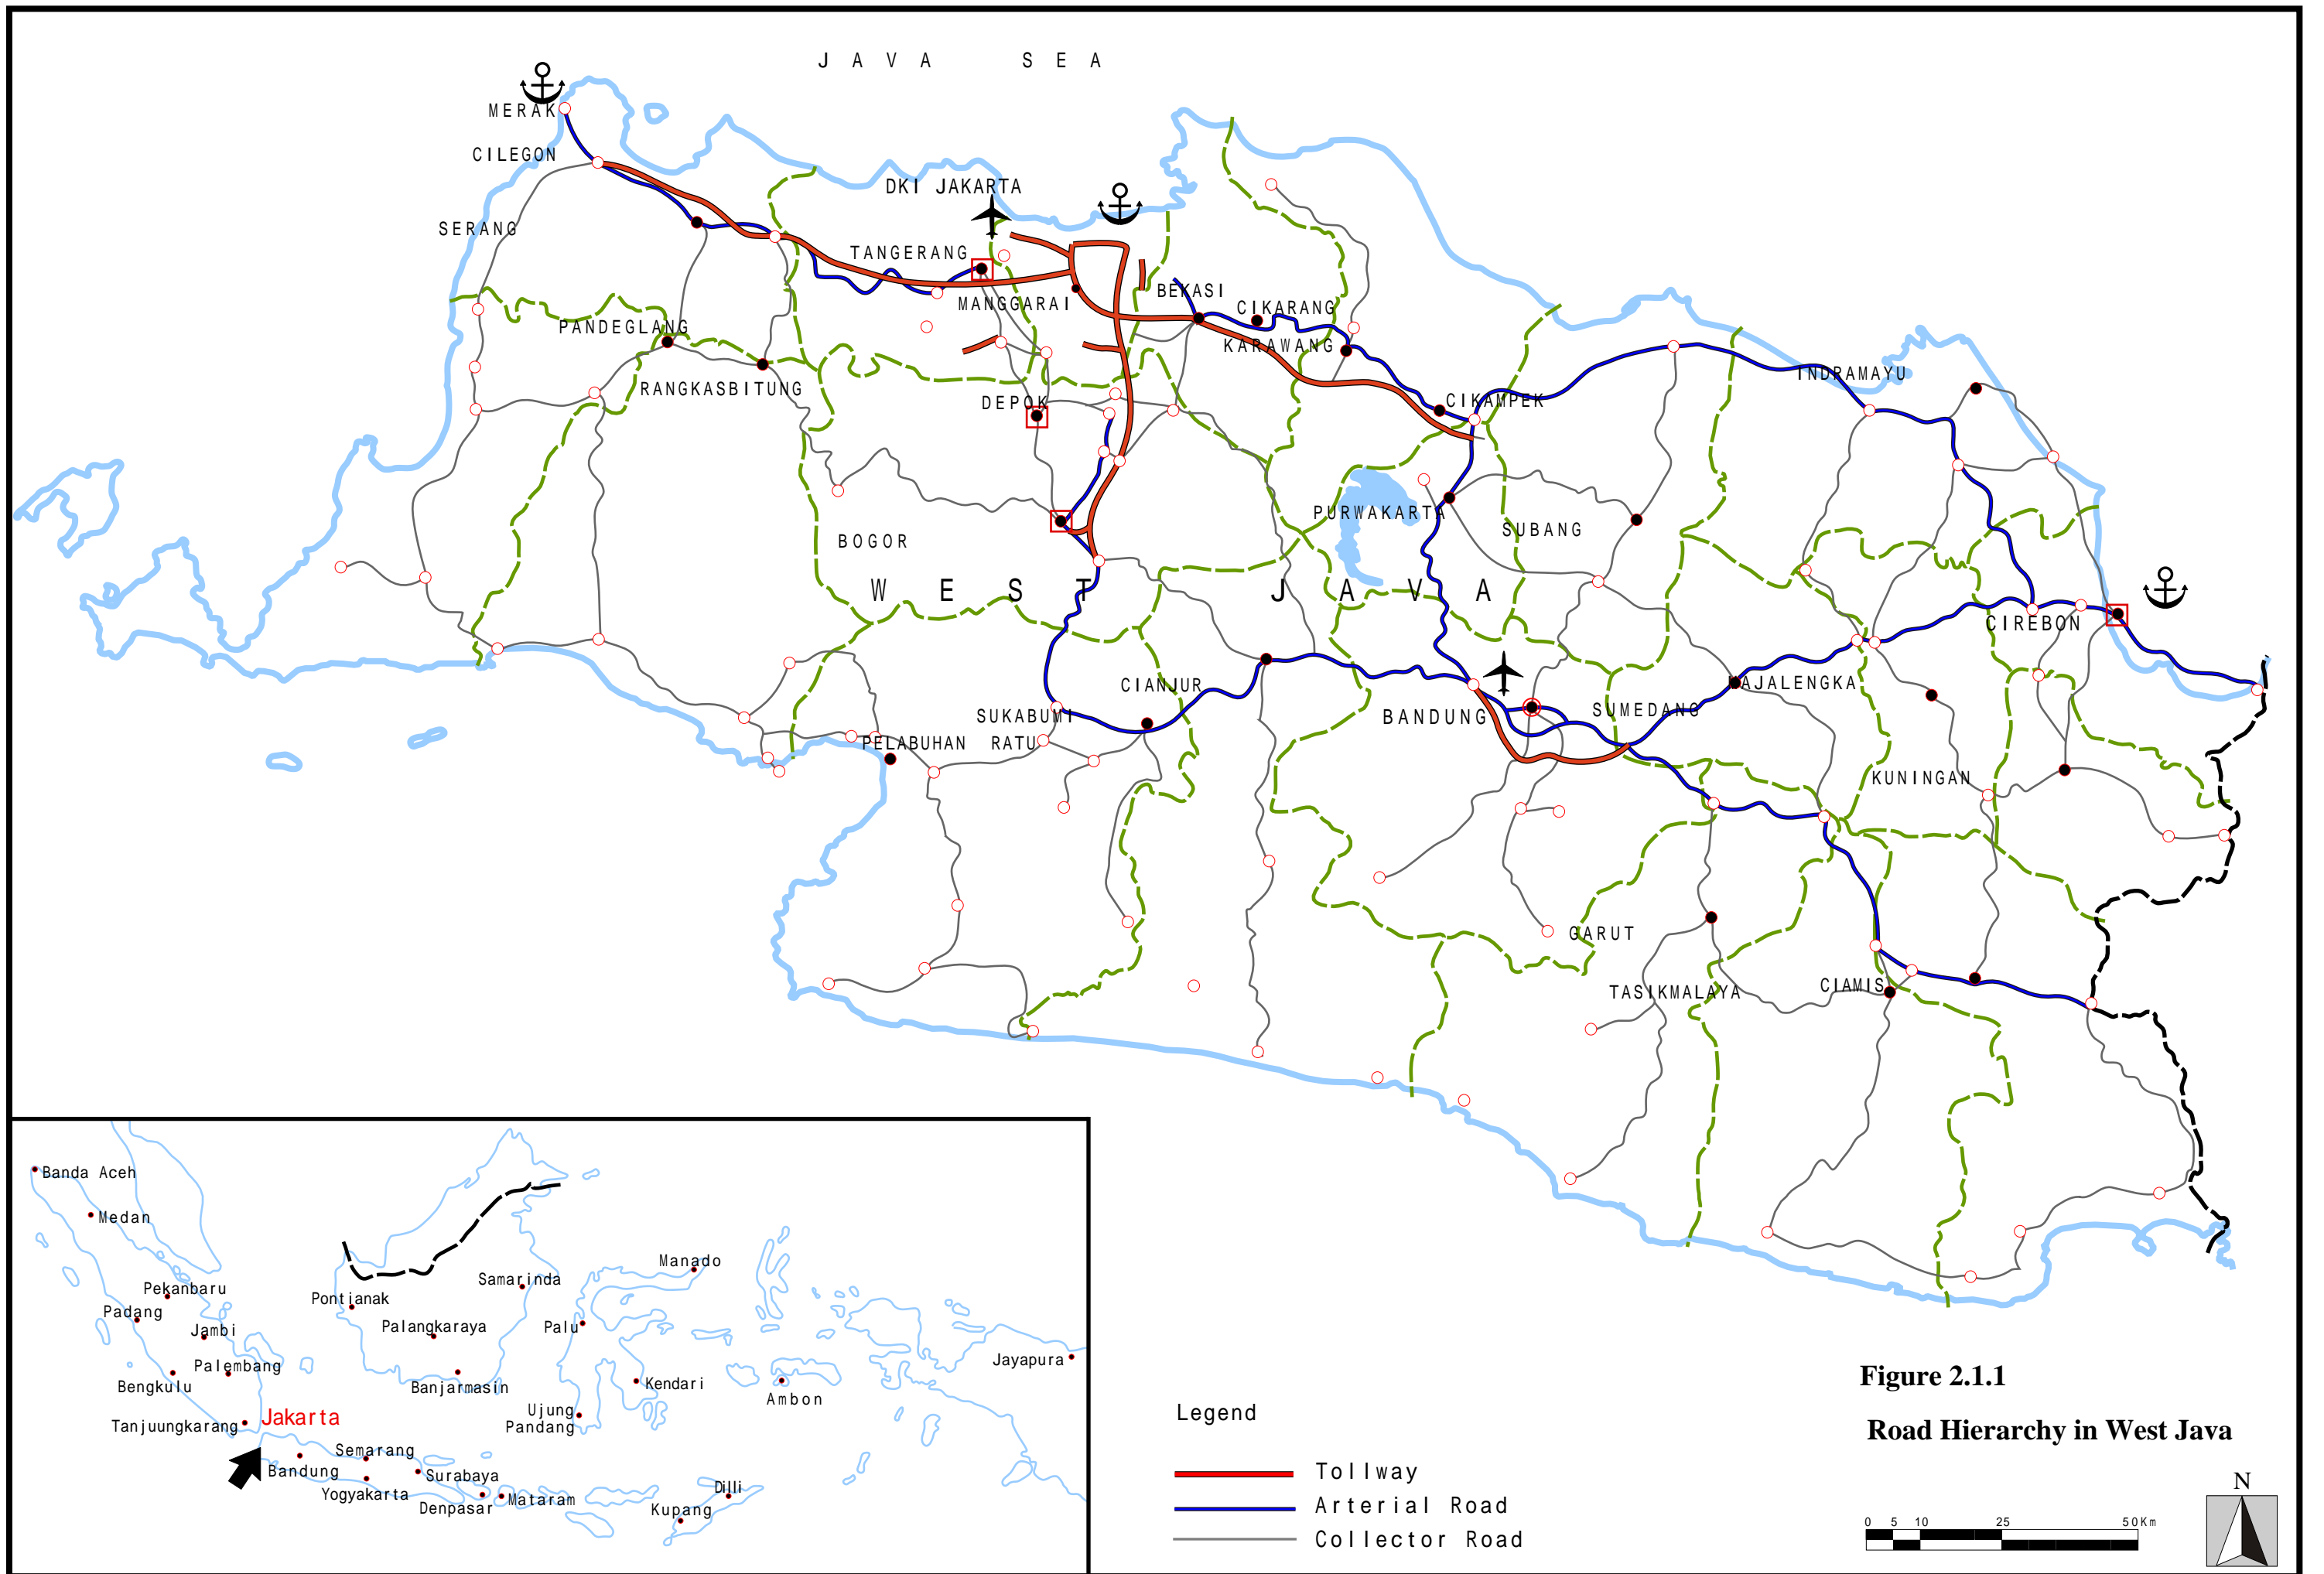 JAVA SEA
MERAK
CILEGON
DKI JAKARTA
SERANG
TANGERANG
MANGGARAI
BEKASI
CIKARANG
PANDEGLANG
KARAWANG
RANGKASBITUNG
INDRAMAYU
DEPOK
CIKAMPEK
PURWAKARTA
SUBANG
BOGOR
WEST JAVA
CIREBON
CIANJUR
MAJALENGKA
SUKABUMI
BANDUNG
SUMEDANG
PELABUHAN RATU
KUNINGAN
GARUT
TASIKMALAYA
CIAMIS
Banda Aceh
Medan
Pekanbaru
Padang
Jambi
Palembang
Bengkulu
Tanjuungkarang
Jakarta
Bandung
Semarang
Yogyakarta
Surabaya
Denpasar
Mataram
Pontianak
Palangkaraya
Samarinda
Banjarmasin
Manado
Palu
Kendari
Ujung
Pandang
Ambon
Jayapura
Dilli
Kupang
Legend
Tollway
Arterial Road
Collector Road
Figure 2.1.1
Road Hierarchy in West Java
0 5 10 25 50Km
N